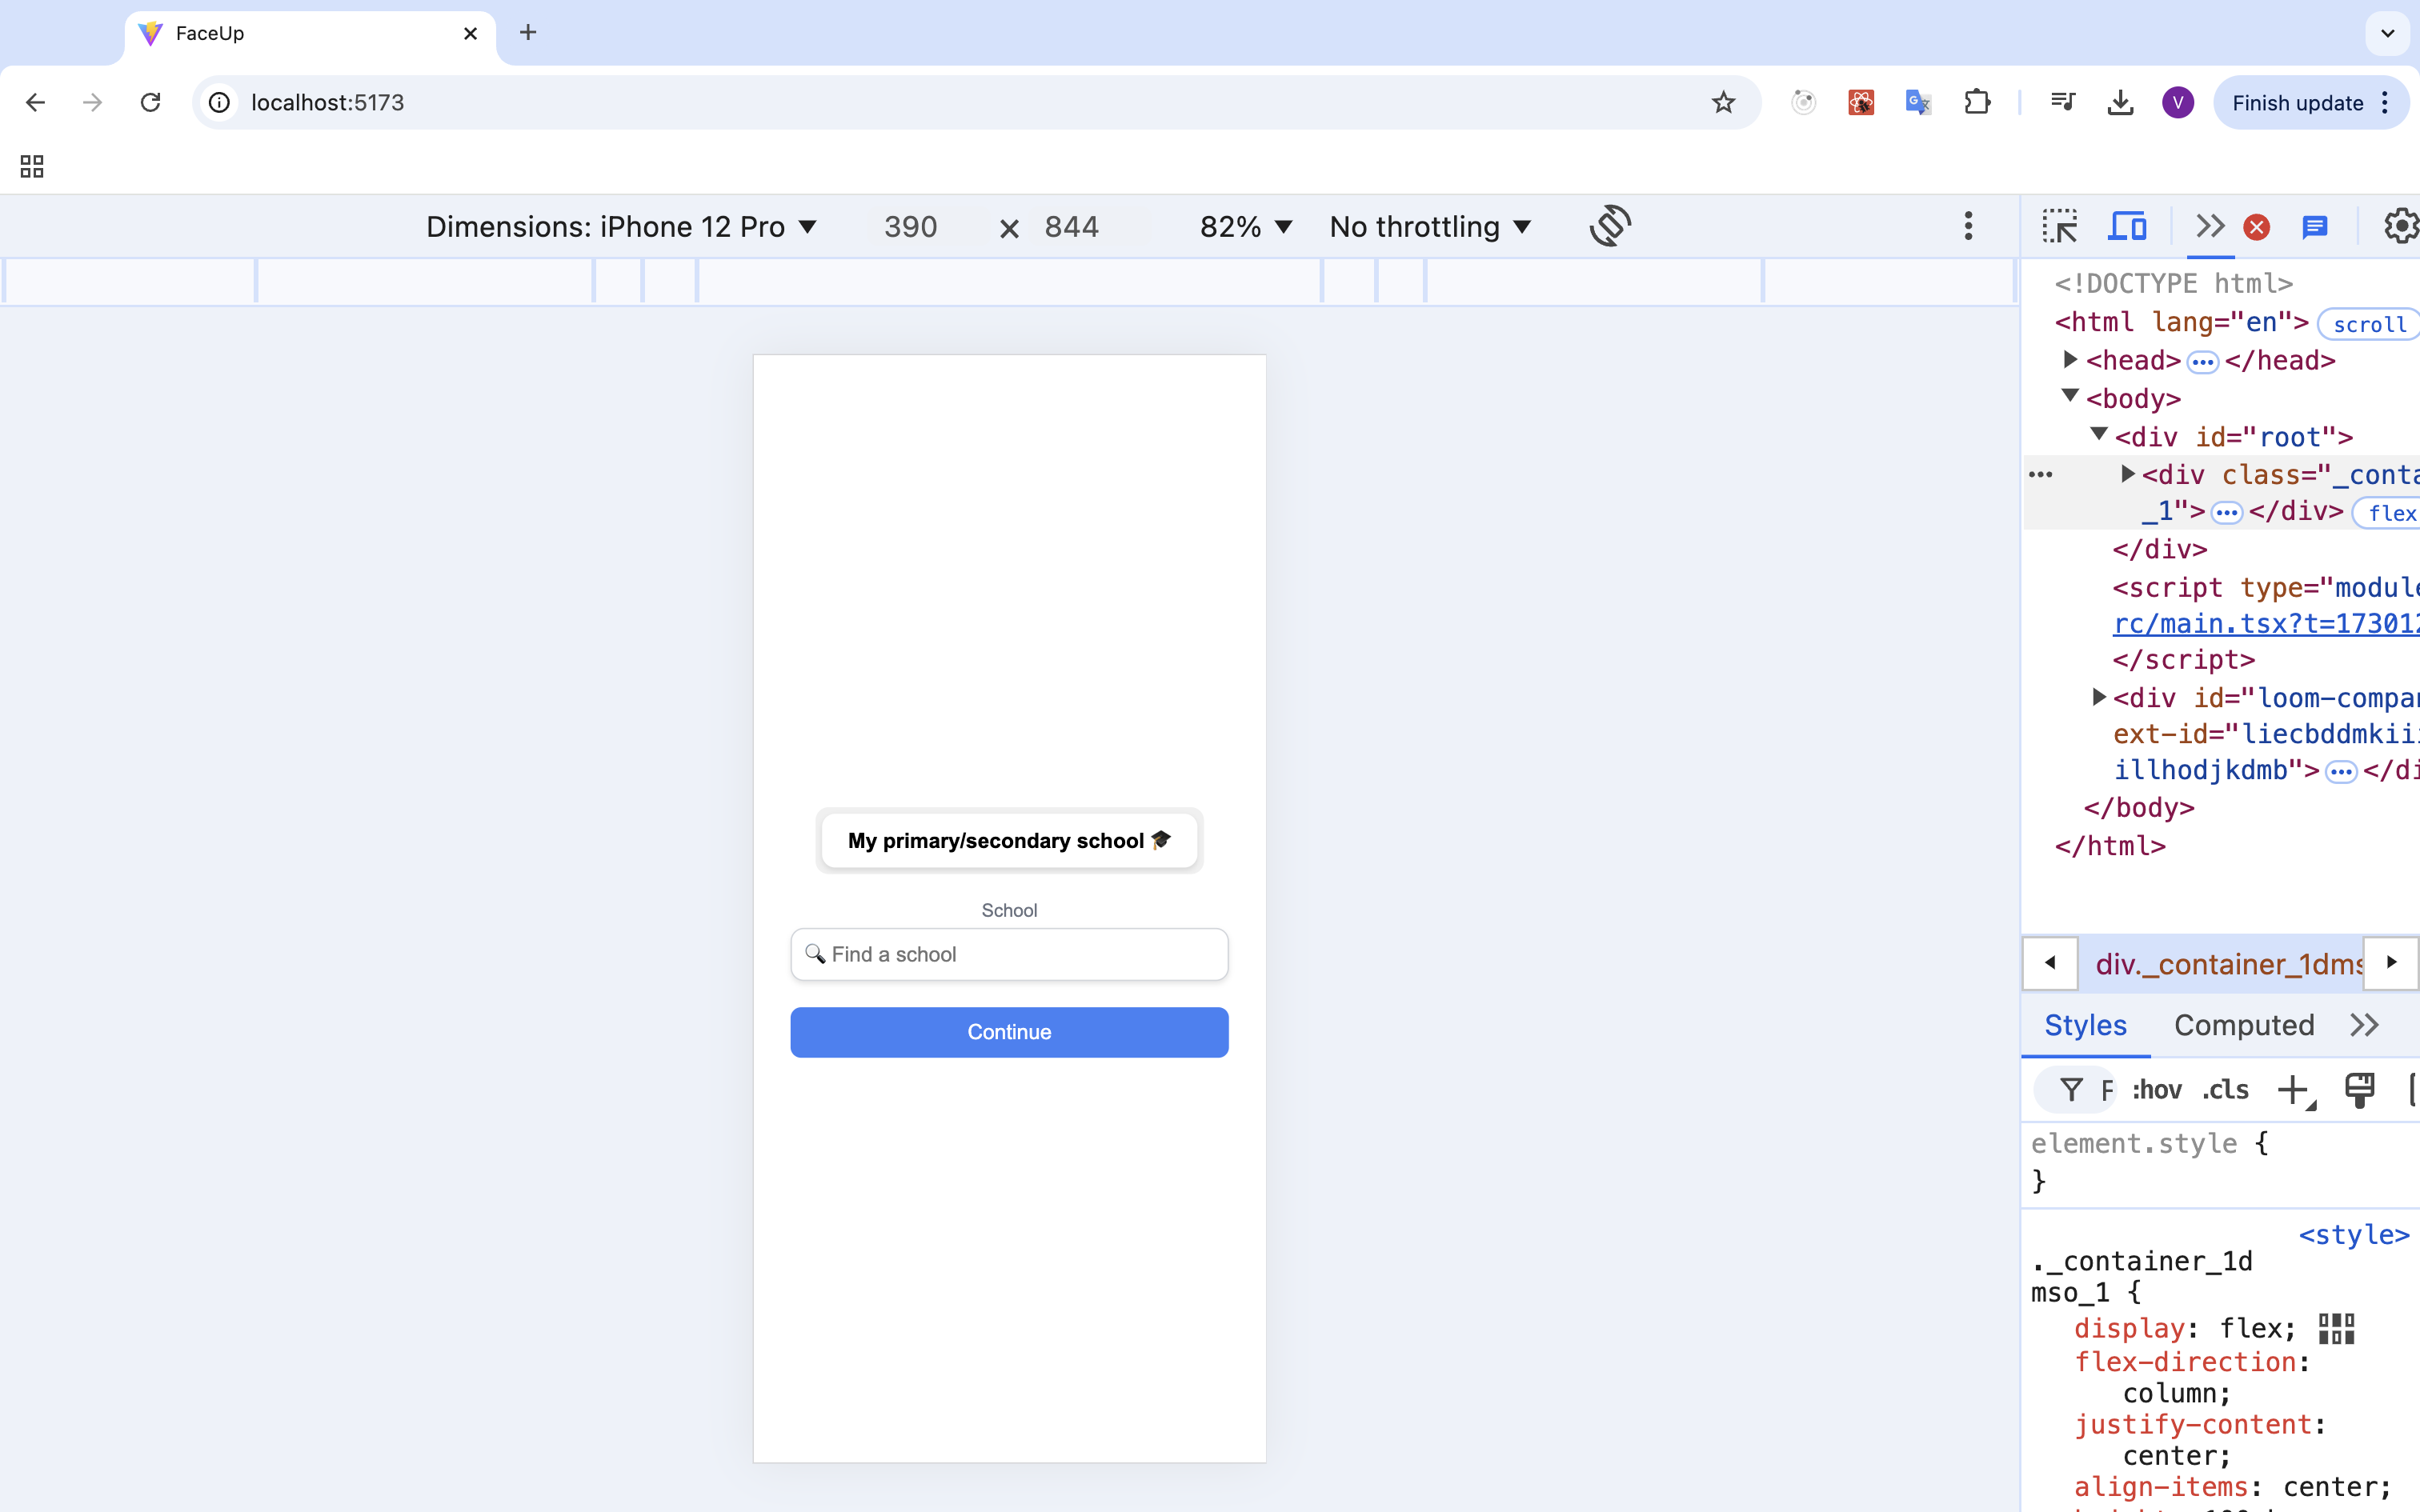 FaceUp
localhost:5173
V
Finish update
Dimensions: iPhone 12 Pro
390 × 844
82%
No throttling
<!DOCTYPE html>
<html lang="en"> scroll
<head> ••• </head>
<body>
<div id="root">
<div class="_conta
_1"> ••• </div> flex
</div>
<script type="module
rc/main.tsx?t=173012
</script>
<div id="loom-compan
ext-id="liecbddmkiii
illhodjkdmb"> ••• </di
</body>
</html>
My primary/secondary school 🎓
School
🔍 Find a school
Continue
div._container_1dms
Styles
Computed
F
:hov
.cls
element.style {
}
<style>
._container_1d
mso_1 {
display: flex;
flex-direction:
column;
justify-content:
center;
align-items: center;